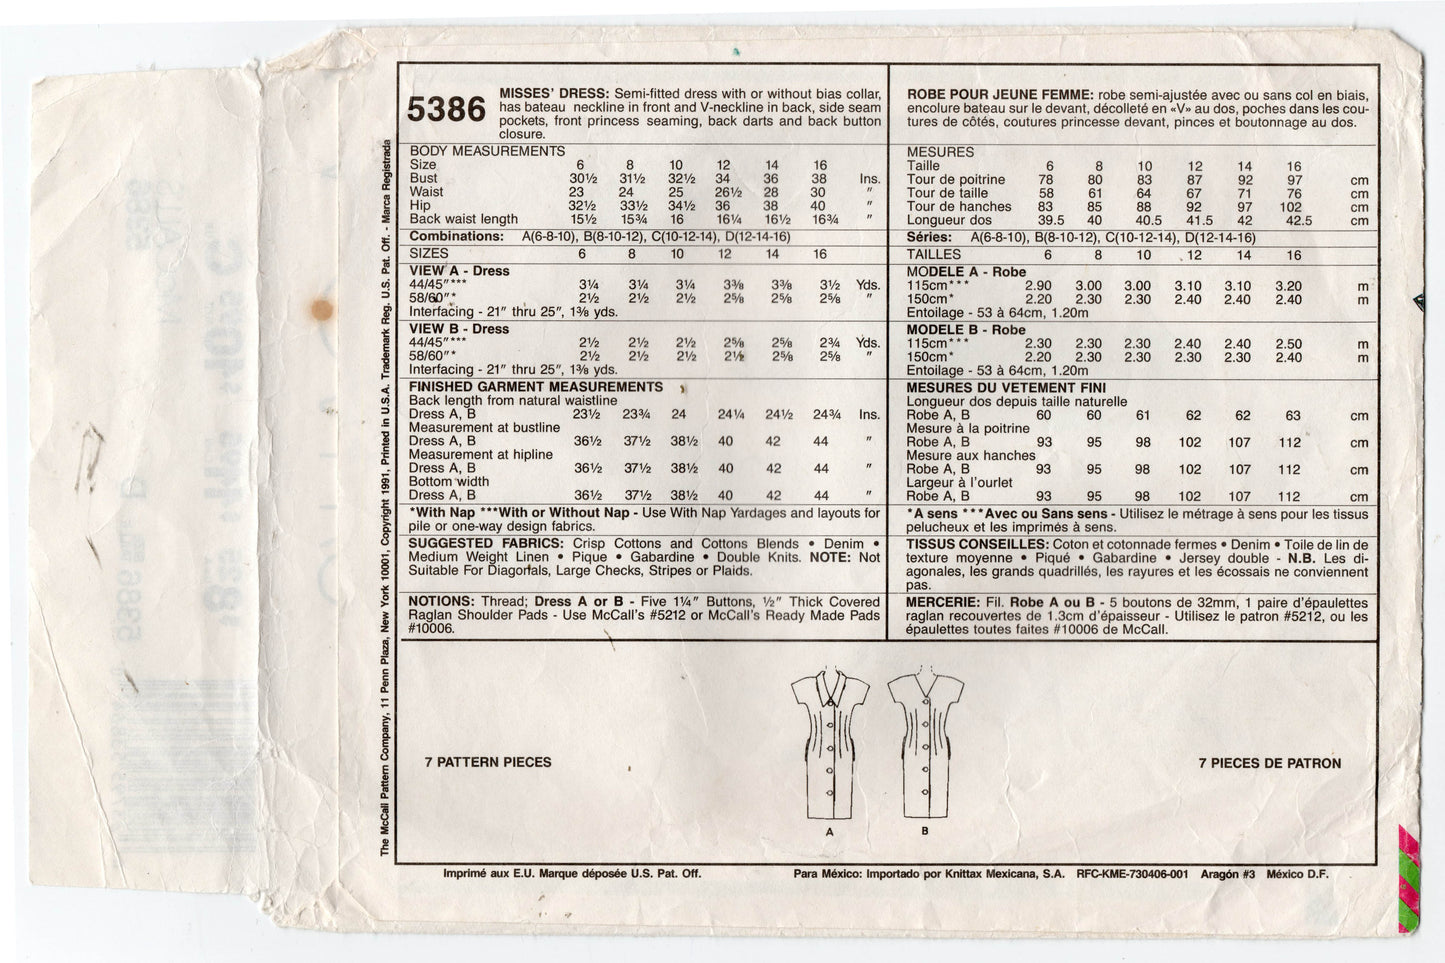 5386
MISSES' DRESS: Semi-fitted dress with or without bias collar,
has bateau neckline in front and V-neckline in back, side seam
pockets, front princess seaming, back darts and back button
closure.
BODY MEASUREMENTS
Size 6 8 10 12 14 16
Bust 30½ 31½ 32½ 34 36 38 Ins.
Waist 23 24 25 26½ 28 30 "
Hip 32½ 33½ 34½ 36 38 40 "
Back waist length 15½ 15¾ 16 16¼ 16½ 16¾ "
Combinations: A(6-8-10), B(8-10-12), C(10-12-14), D(12-14-16)
SIZES 6 8 10 12 14 16
VIEW A - Dress
44/45"*** 3¼ 3¼ 3¼ 3⅜ 3⅜ 3½ Yds.
58/60"* 2½ 2½ 2½ 2⅝ 2⅝ 2⅝ "
Interfacing - 21" thru 25", 1⅜ yds.
VIEW B - Dress
44/45"*** 2½ 2½ 2½ 2⅝ 2⅝ 2¾ Yds.
58/60"* 2½ 2½ 2½ 2½ 2⅝ 2⅝ "
Interfacing - 21" thru 25", 1⅜ yds.
FINISHED GARMENT MEASUREMENTS
Back length from natural waistline
Dress A, B 23½ 23¾ 24 24¼ 24½ 24¾ Ins.
Measurement at bustline
Dress A, B 36½ 37½ 38½ 40 42 44 "
Measurement at hipline
Dress A, B 36½ 37½ 38½ 40 42 44 "
Bottom width
Dress A, B 36½ 37½ 38½ 40 42 44 "
*With Nap ***With or Without Nap - Use With Nap Yardages and layouts for
pile or one-way design fabrics.
SUGGESTED FABRICS: Crisp Cottons and Cottons Blends • Denim •
Medium Weight Linen • Pique • Gabardine • Double Knits. NOTE: Not
Suitable For Diagonals, Large Checks, Stripes or Plaids.
NOTIONS: Thread; Dress A or B - Five 1¼" Buttons, ½" Thick Covered
Raglan Shoulder Pads - Use McCall's #5212 or McCall's Ready Made Pads
#10006.
ROBE POUR JEUNE FEMME: robe semi-ajustée avec ou sans col en biais,
encolure bateau sur le devant, décolleté en «V» au dos, poches dans les cou-
tures de côtés, coutures princesse devant, pinces et boutonnage au dos.
MESURES
Taille 6 8 10 12 14 16
Tour de poitrine 78 80 83 87 92 97 cm
Tour de taille 58 61 64 67 71 76 cm
Tour de hanches 83 85 88 92 97 102 cm
Longueur dos 39.5 40 40.5 41.5 42 42.5 cm
Séries: A(6-8-10), B(8-10-12), C(10-12-14), D(12-14-16)
TAILLES 6 8 10 12 14 16
MODELE A - Robe
115cm*** 2.90 3.00 3.00 3.10 3.10 3.20 m
150cm* 2.20 2.30 2.30 2.40 2.40 2.40 m
Entoilage - 53 à 64cm, 1.20m
MODELE B - Robe
115cm*** 2.30 2.30 2.30 2.40 2.40 2.50 m
150cm* 2.20 2.30 2.30 2.30 2.30 2.40 m
Entoilage - 53 à 64cm, 1.20m
MESURES DU VETEMENT FINI
Longueur dos depuis taille naturelle
Robe A, B 60 60 61 62 62 63 cm
Mesure à la poitrine
Robe A, B 93 95 98 102 107 112 cm
Mesure aux hanches
Robe A, B 93 95 98 102 107 112 cm
Largeur à l'ourlet
Robe A, B 93 95 98 102 107 112 cm
*A sens ***Avec ou Sans sens - Utilisez le métrage à sens pour les tissus
pelucheux et les imprimés à sens.
TISSUS CONSEILLES: Coton et cotonnade fermes • Denim • Toile de lin de
texture moyenne • Piqué • Gabardine • Jersey double - N.B. Les di-
agonales, les grands quadrillés, les rayures et les écossais ne conviennent
pas.
MERCERIE: Fil. Robe A ou B - 5 boutons de 32mm, 1 paire d'épaulettes
raglan recouvertes de 1.3cm d'épaisseur - Utilisez le patron #5212, ou les
épaulettes toutes faites #10006 de McCall.
7 PATTERN PIECES
A
B
7 PIECES DE PATRON
Imprimé aux E.U. Marque déposée U.S. Pat. Off.
Para México: Importado por Knittax Mexicana, S.A. RFC-KME-730406-001 Aragón #3 México D.F.
The McCall Pattern Company, 11 Penn Plaza, New York 10001, Copyright 1991, Printed in U.S.A. Trademark Reg. U.S. Pat. Off. - Marca Registrada